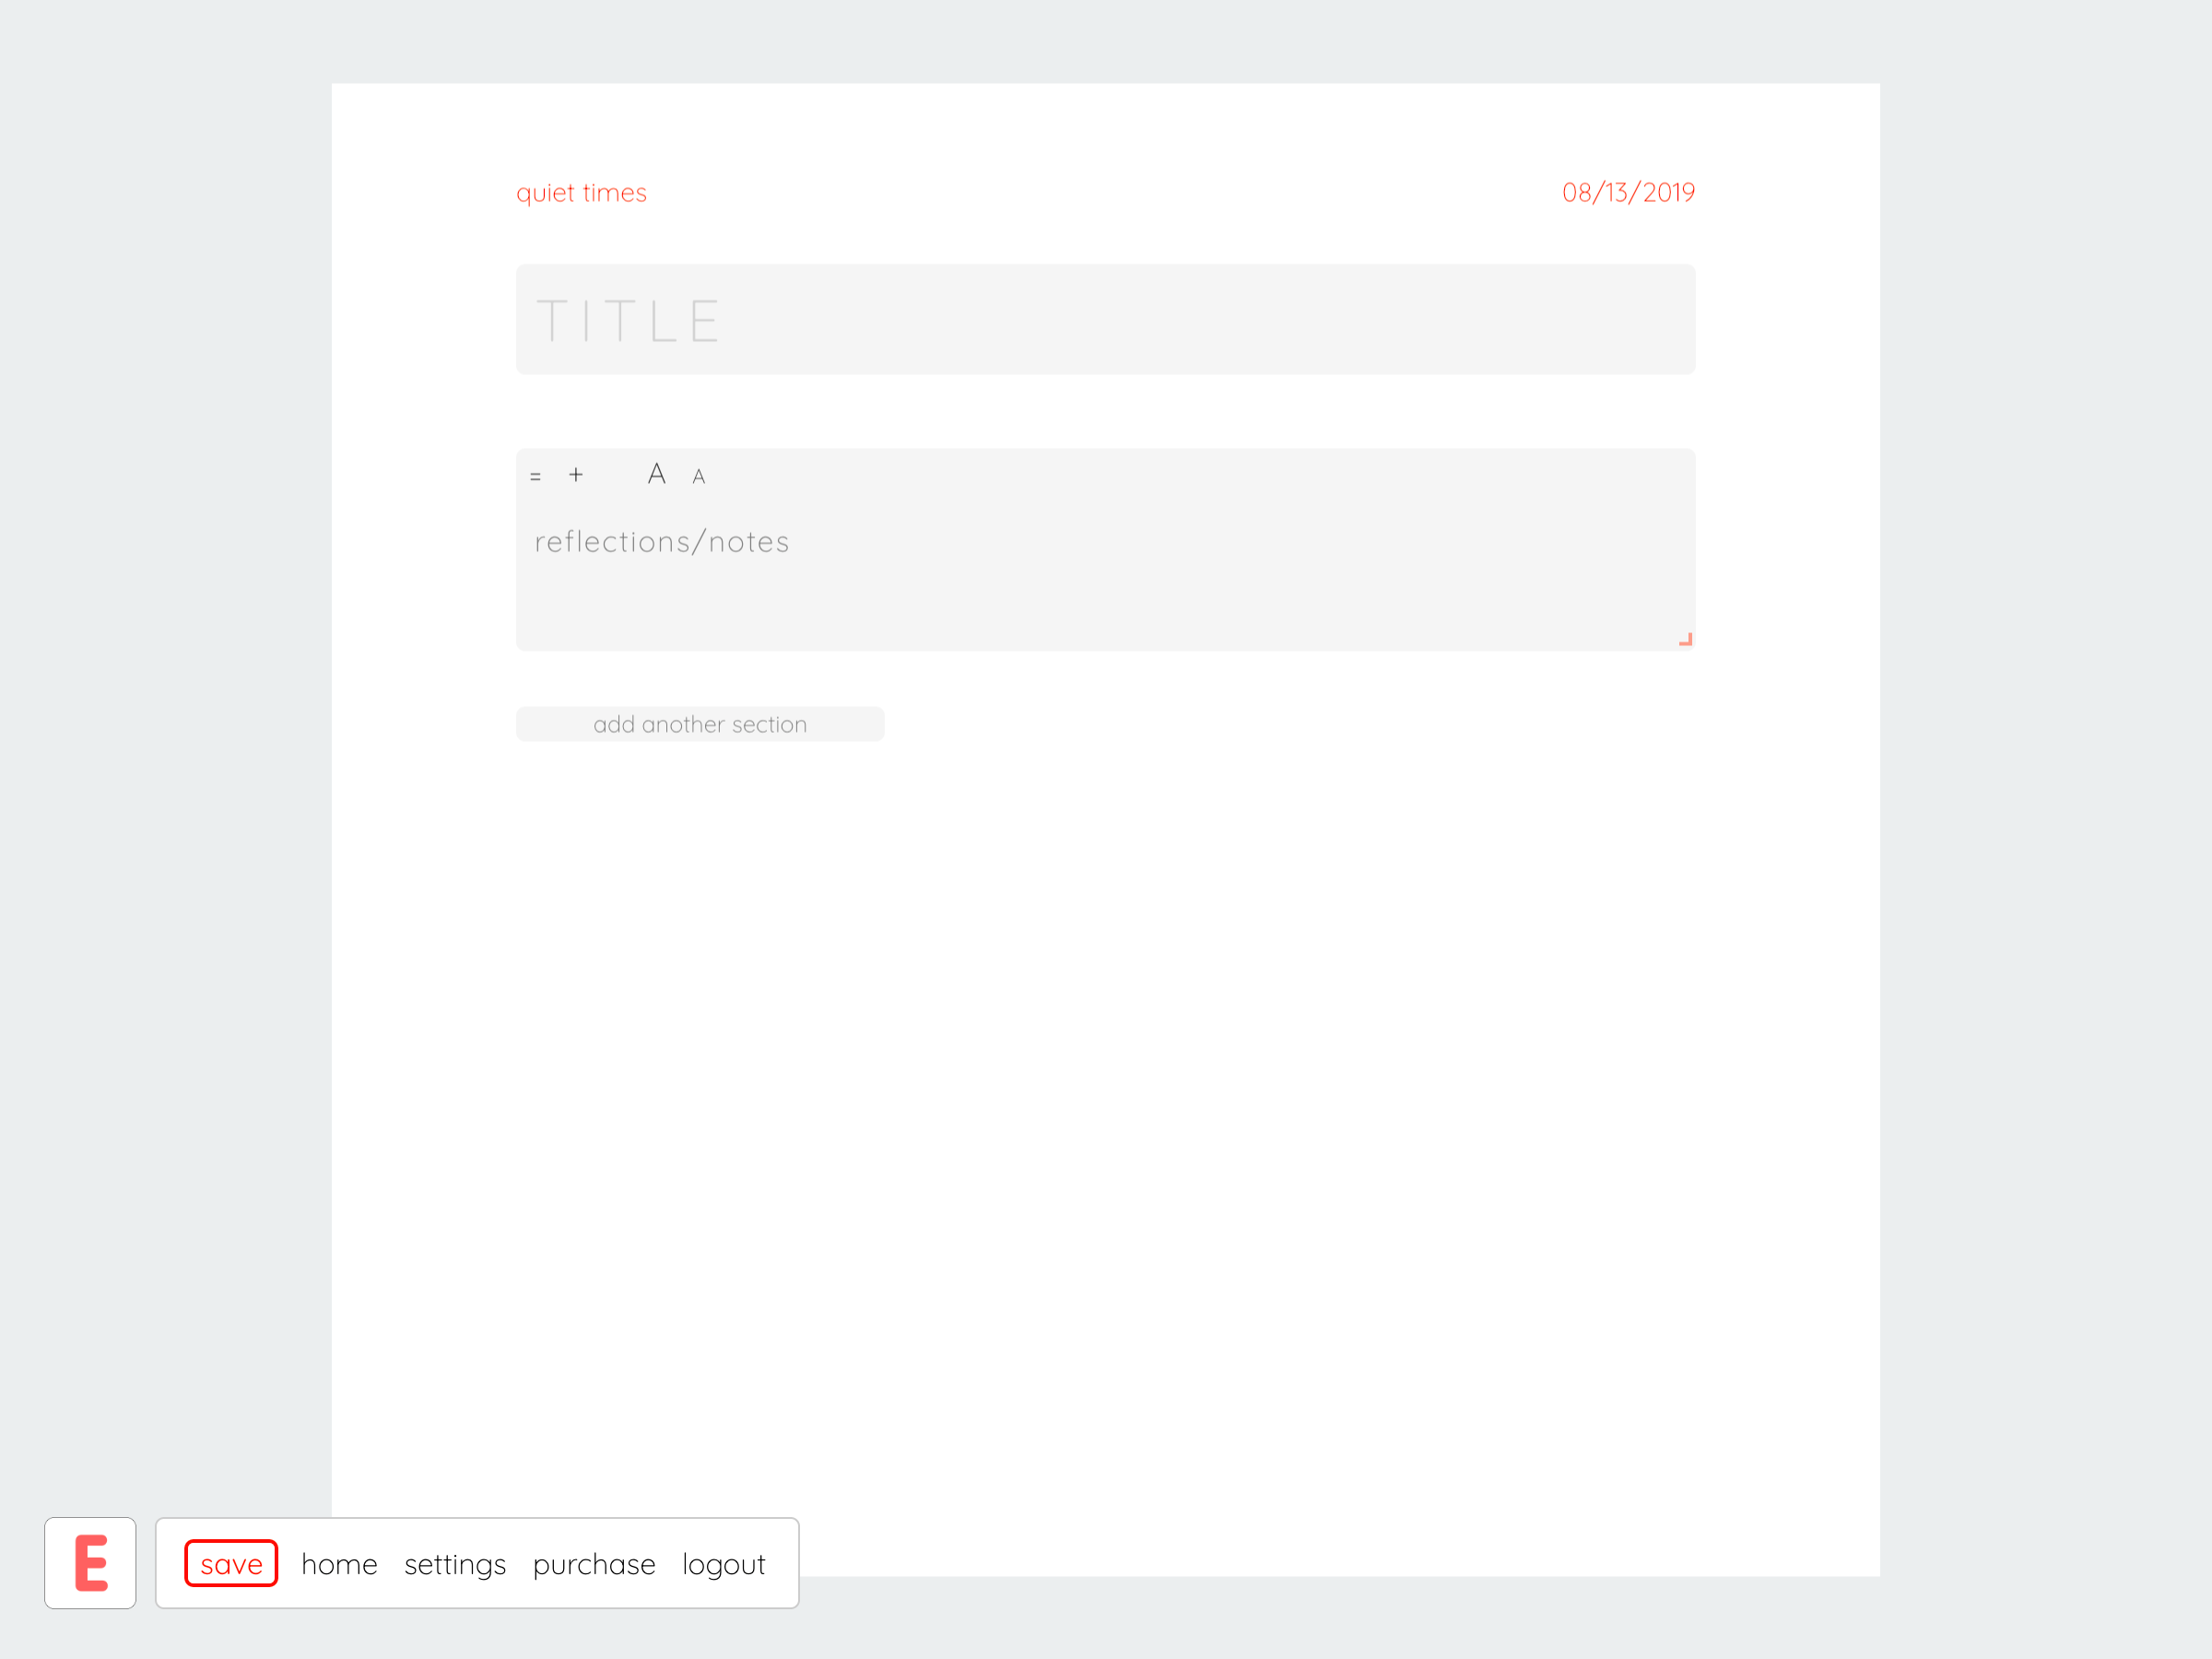 quiet times 08/13/2019
TITLE
= + A A
reflections/notes
add another section
E save home settings purchase logout